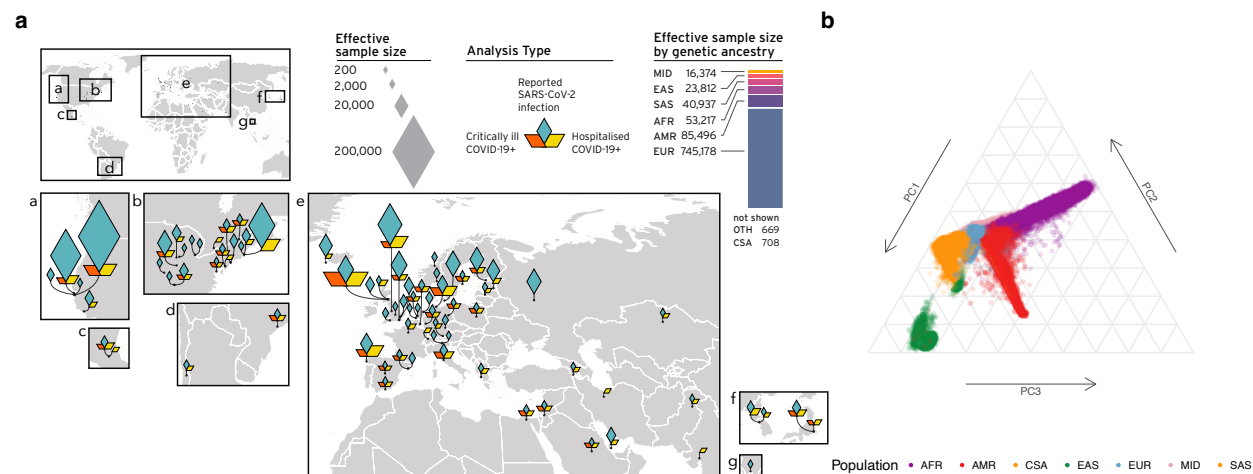 a
b
Effective
sample size
200
2,000
20,000
200,000
Analysis Type
Reported
SARS-CoV-2
infection
Critically ill
COVID-19+
Hospitalised
COVID-19+
Effective sample size
by genetic ancestry
MID 16,374
EAS 23,812
SAS 40,937
AFR 53,217
AMR 85,496
EUR 745,178
not shown
OTH 669
CSA 708
a
b
c
d
e
f
g
a
b
c
d
e
f
g
PC1
PC2
PC3
Population AFR AMR CSA EAS EUR MID SAS